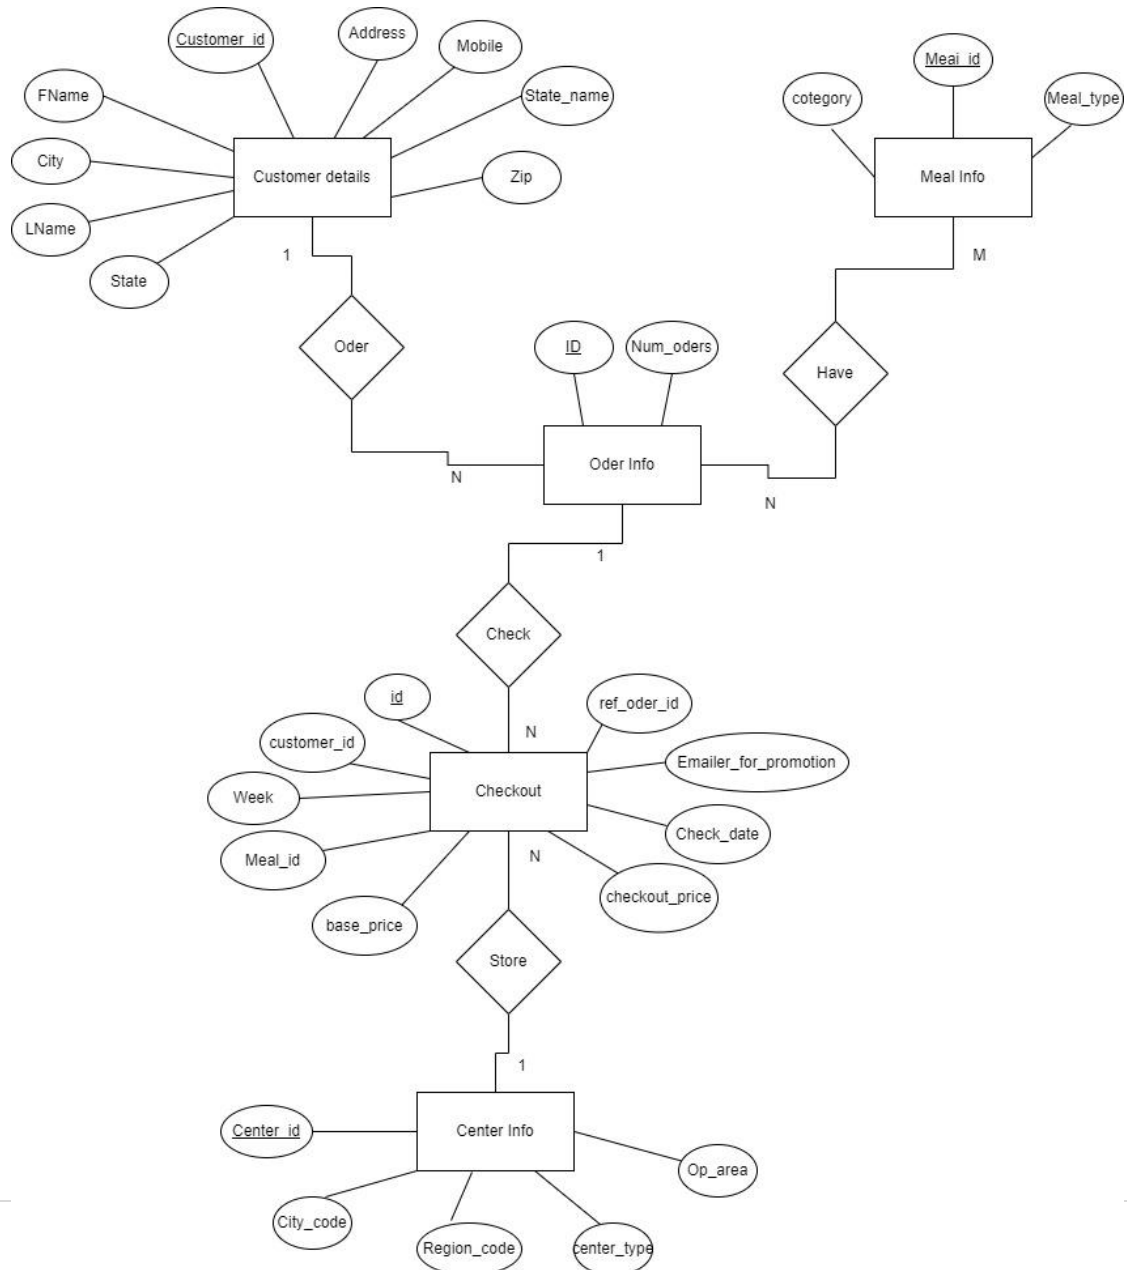 Customer_id
Address
Mobile
FName
State_name
City
Customer details
Zip
LName
State
Meai_id
cotegory
Meal_type
Meal Info
1
M
Oder
ID
Num_oders
Have
Oder Info
N
N
1
Check
id
ref_oder_id
N
customer_id
Emailer_for_promotion
Week
Checkout
Check_date
Meal_id
N
checkout_price
base_price
Store
1
Center_id
Center Info
Op_area
City_code
Region_code
center_type